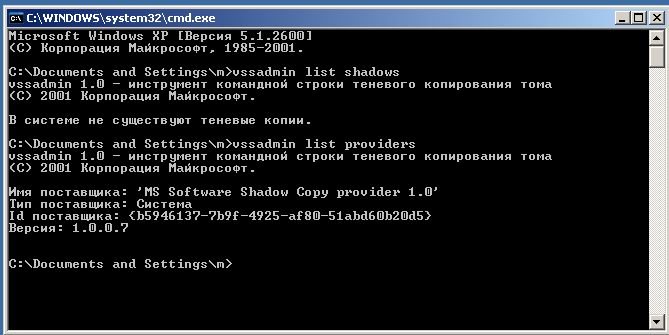 C:\WINDOWS\system32\cmd.exe
Microsoft Windows XP [Версия 5.1.2600]
(C) Корпорация Майкрософт, 1985-2001.
C:\Documents and Settings\m>vssadmin list shadows
vssadmin 1.0 - инструмент командной строки теневого копирования тома
(C) 2001 Корпорация Майкрософт.
В системе не существуют теневые копии.
C:\Documents and Settings\m>vssadmin list providers
vssadmin 1.0 - инструмент командной строки теневого копирования тома
(C) 2001 Корпорация Майкрософт.
Имя поставщика: 'MS Software Shadow Copy provider 1.0'
Тип поставщика: Система
Id поставщика: {b5946137-7b9f-4925-af80-51abd60b20d5}
Версия: 1.0.0.7
C:\Documents and Settings\m>